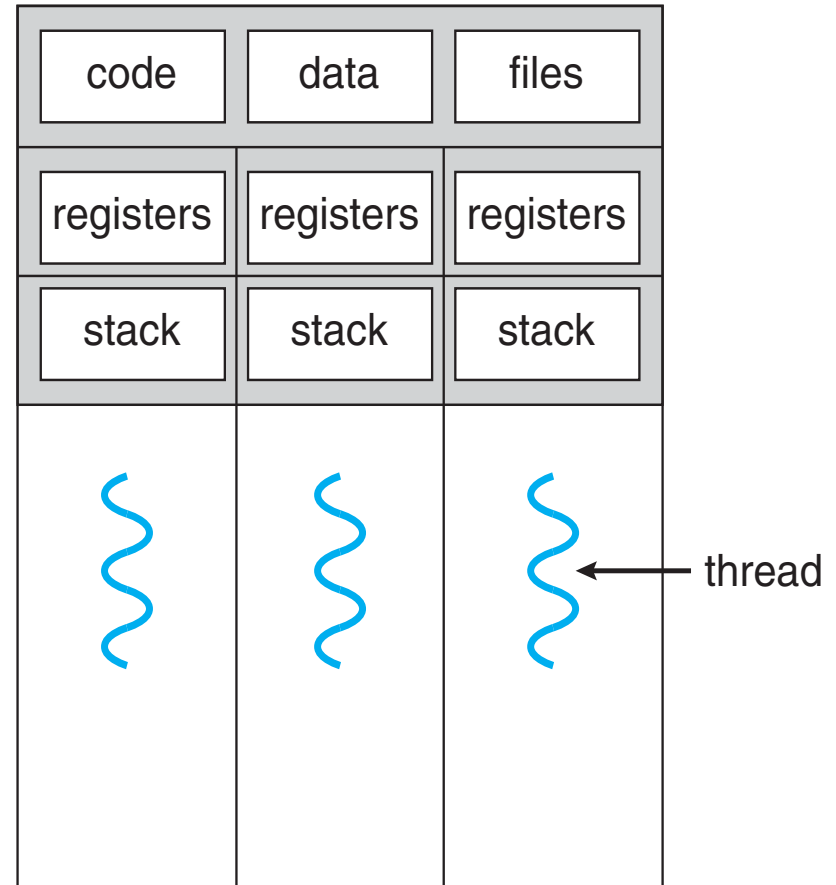 code data files
registers registers registers
stack stack stack
thread